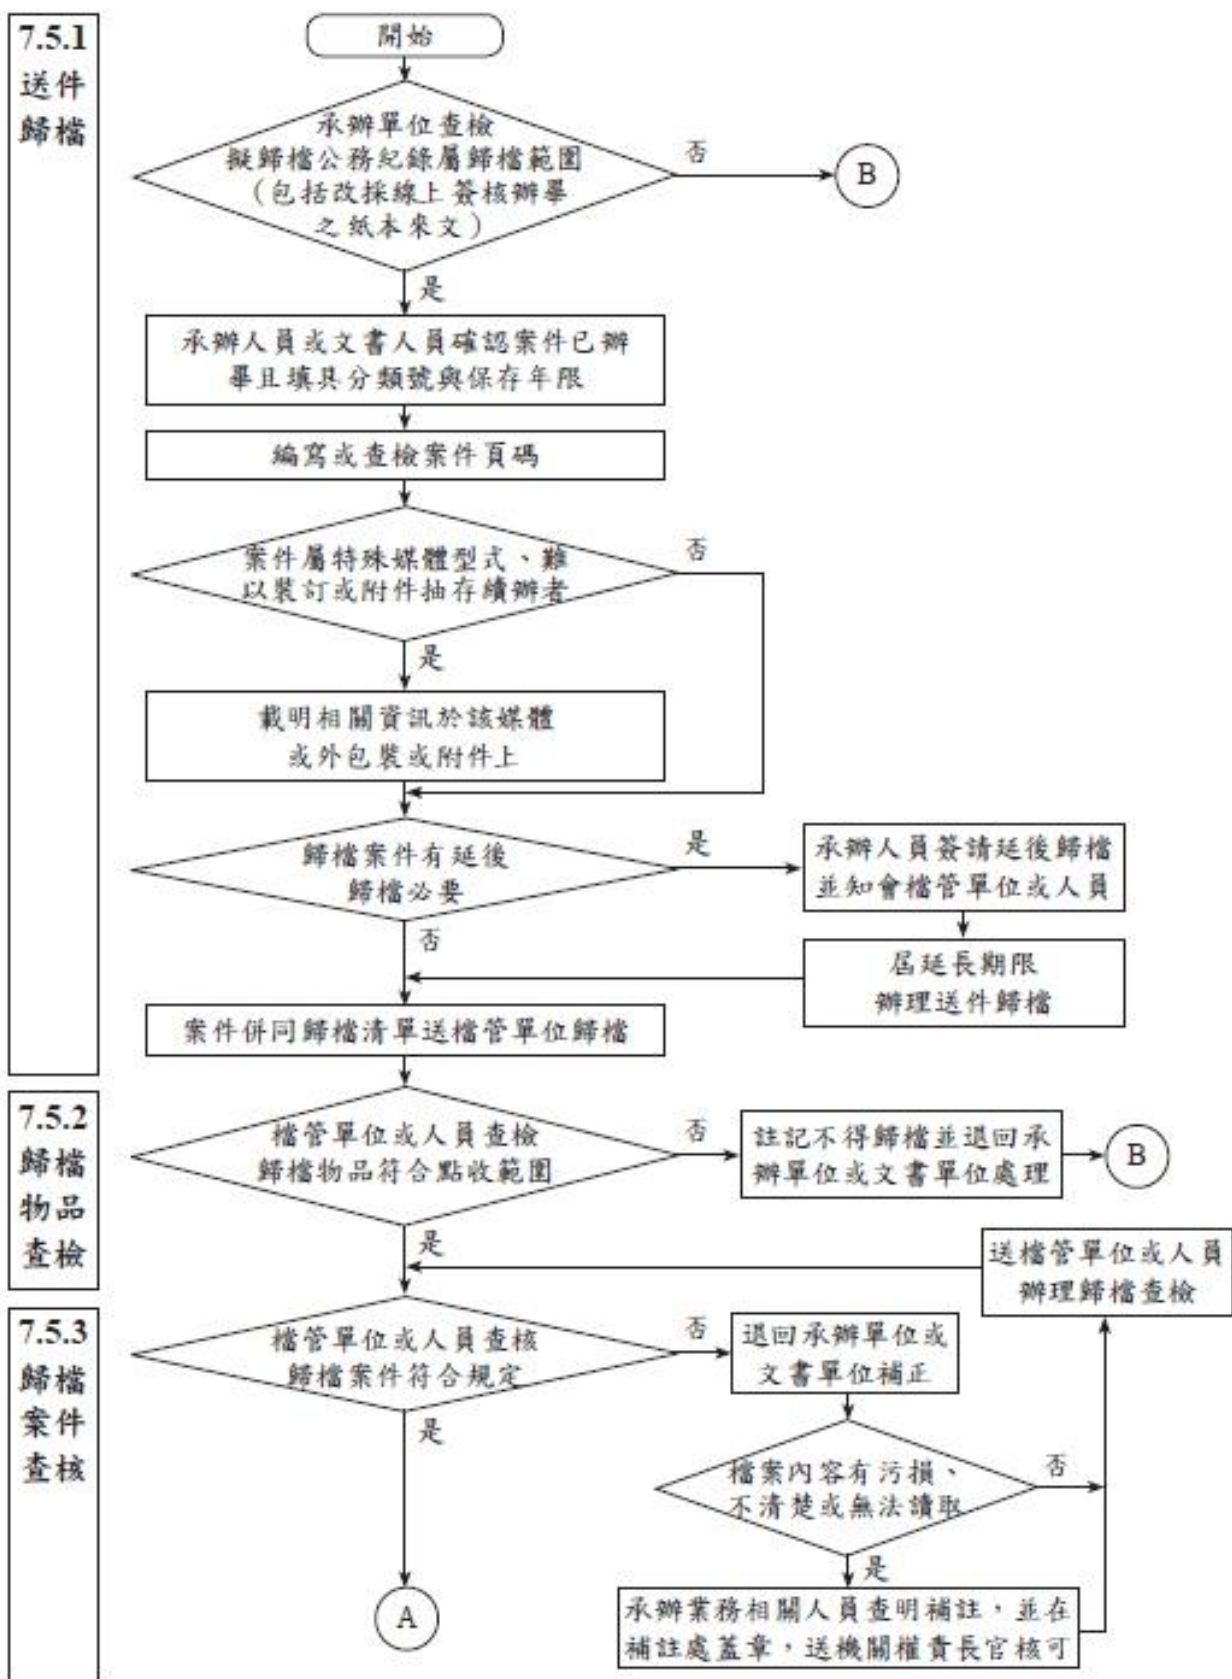 7.5.1
送件
歸檔
開始
承辦單位查檢
擬歸檔公務紀錄屬歸檔範圍
(包括改採線上簽核辦畢
之紙本來文)
否
B
是
承辦人員或文書人員確認案件已辦
畢且填具分類號與保存年限
編寫或查檢案件頁碼
案件屬特殊媒體型式、難
以裝訂或附件抽存續辦者
否
是
載明相關資訊於該媒體
或外包裝或附件上
歸檔案件有延後
歸檔必要
是
承辦人員簽請延後歸檔
並知會檔管單位或人員
否
屆延長期限
辦理送件歸檔
案件併同歸檔清單送檔管單位歸檔
7.5.2
歸檔
物品
查檢
檔管單位或人員查檢
歸檔物品符合點收範圍
否
註記不得歸檔並退回承
辦單位或文書單位處理
B
是
送檔管單位或人員
辦理歸檔查檢
7.5.3
歸檔
案件
查核
檔管單位或人員查核
歸檔案件符合規定
否
退回承辦單位或
文書單位補正
是
檔案內容有污損、
不清楚或無法讀取
否
是
承辦業務相關人員查明補註，並在
補註處蓋章，送機關權責長官核可
A